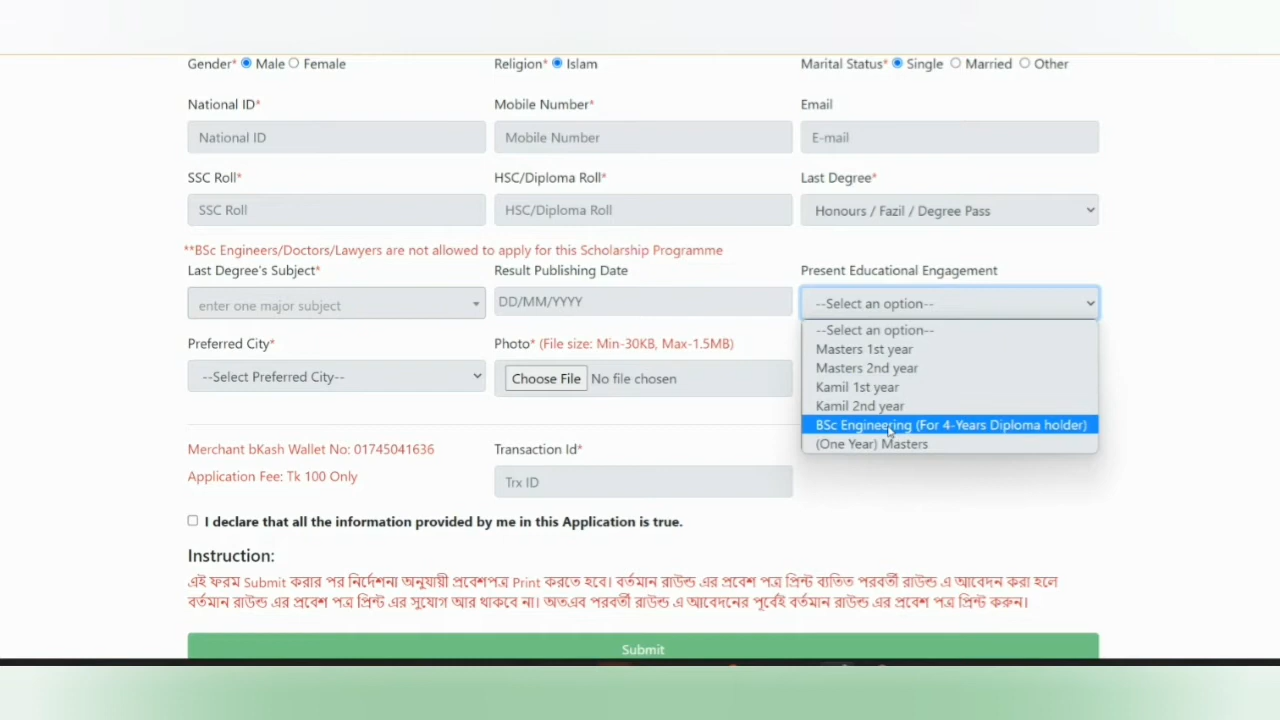 Gender* Male Female Religion* Islam Marital Status* Single Married Other
National ID* Mobile Number* Email
National ID Mobile Number E-mail
SSC Roll* HSC/Diploma Roll* Last Degree*
SSC Roll HSC/Diploma Roll Honours / Fazil / Degree Pass
**BSc Engineers/Doctors/Lawyers are not allowed to apply for this Scholarship Programme
Last Degree's Subject* Result Publishing Date Present Educational Engagement
enter one major subject DD/MM/YYYY --Select an option--
--Select an option--
Preferred City* Photo* (File size: Min-30KB, Max-1.5MB) Masters 1st year
Masters 2nd year
--Select Preferred City-- Choose File No file chosen Kamil 1st year
Kamil 2nd year
BSc Engineering (For 4-Years Diploma holder)
Merchant bKash Wallet No: 01745041636 Transaction Id* (One Year) Masters
Application Fee: Tk 100 Only Trx ID
I declare that all the information provided by me in this Application is true.
Instruction:
এই ফরম Submit করার পর নির্দেশনা অনুযায়ী প্রবেশপত্র Print করতে হবে। বর্তমান রাউন্ড এর প্রবেশ পত্র প্রিন্ট ব্যতিত পরবর্তী রাউন্ড এ আবেদন করা হলে
বর্তমান রাউন্ড এর প্রবেশ পত্র প্রিন্ট এর সুযোগ আর থাকবে না। অতএব পরবর্তী রাউন্ড এ আবেদনের পূর্বেই বর্তমান রাউন্ড এর প্রবেশ পত্র প্রিন্ট করুন।
Submit